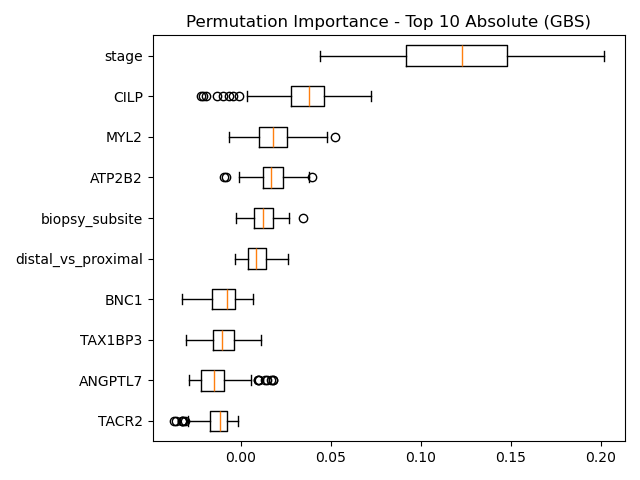 Permutation Importance - Top 10 Absolute (GBS)
stage
CILP
MYL2
ATP2B2
biopsy_subsite
distal_vs_proximal
BNC1
TAX1BP3
ANGPTL7
TACR2
0.00 0.05 0.10 0.15 0.20